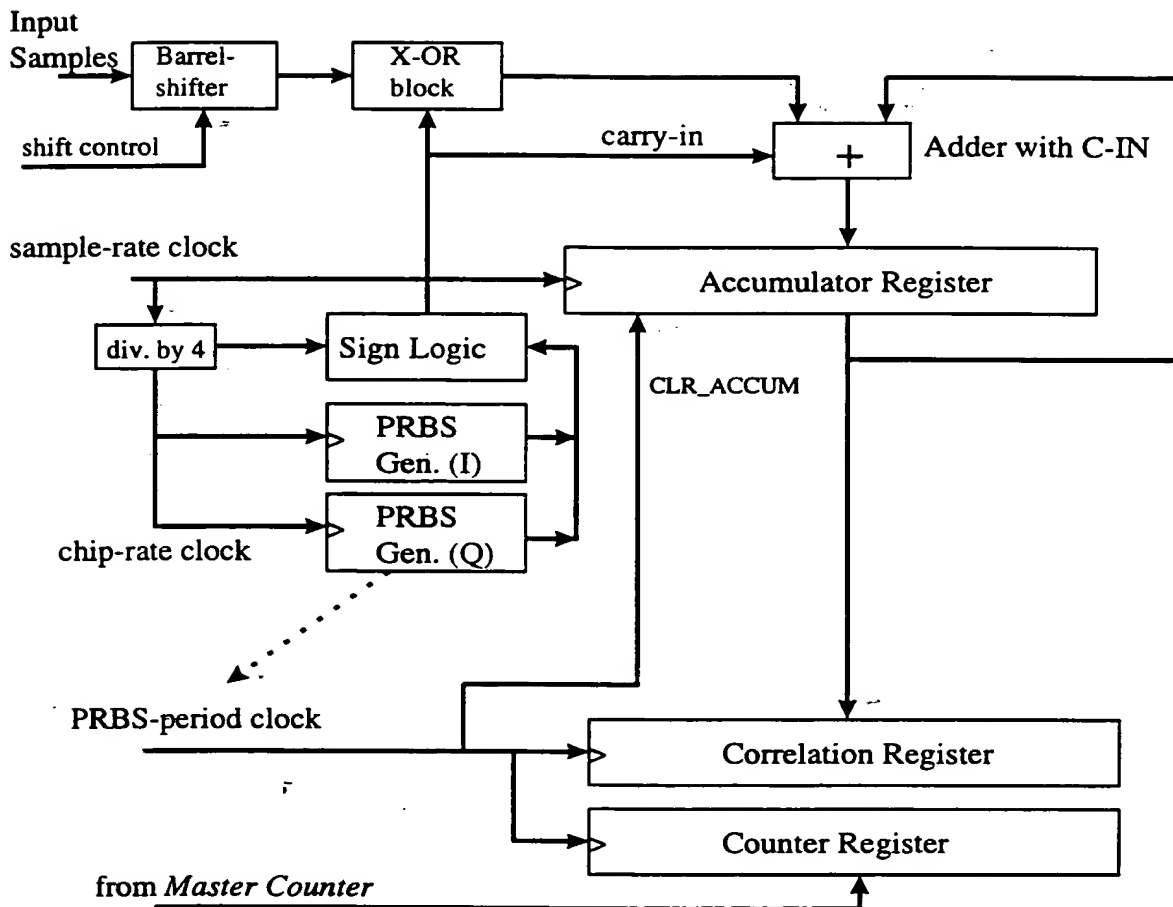 Input
Samples
Barrel-
shifter
X-OR
block
shift control
carry-in
+
Adder with C-IN
sample-rate clock
Accumulator Register
div. by 4
Sign Logic
CLR_ACCUM
PRBS
Gen. (I)
PRBS
Gen. (Q)
chip-rate clock
PRBS-period clock
Correlation Register
Counter Register
from Master Counter